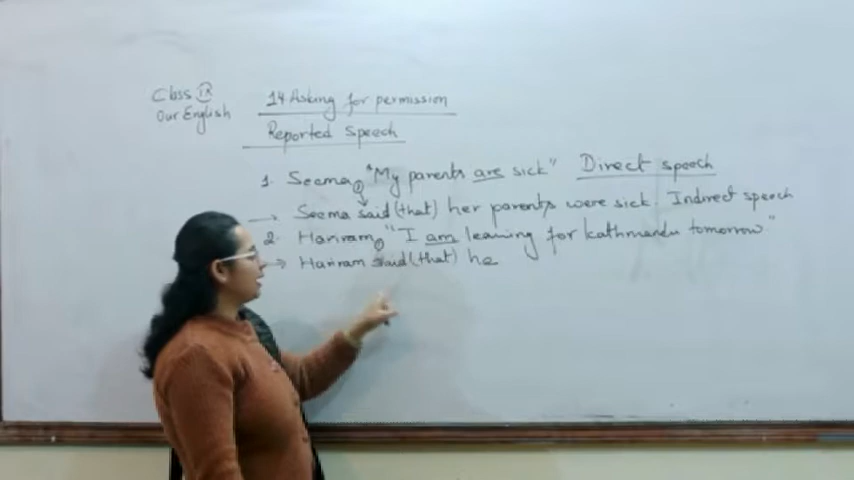 Class IX
Our English
14 Asking for permission
Reported Speech
1. Seema "My parents are sick" Direct speech
→ Seema said (that) her parents were sick. Indirect speech
2. Hariram "I am leaving for kathmandu tomorrow"
→ Hariram said (that) he